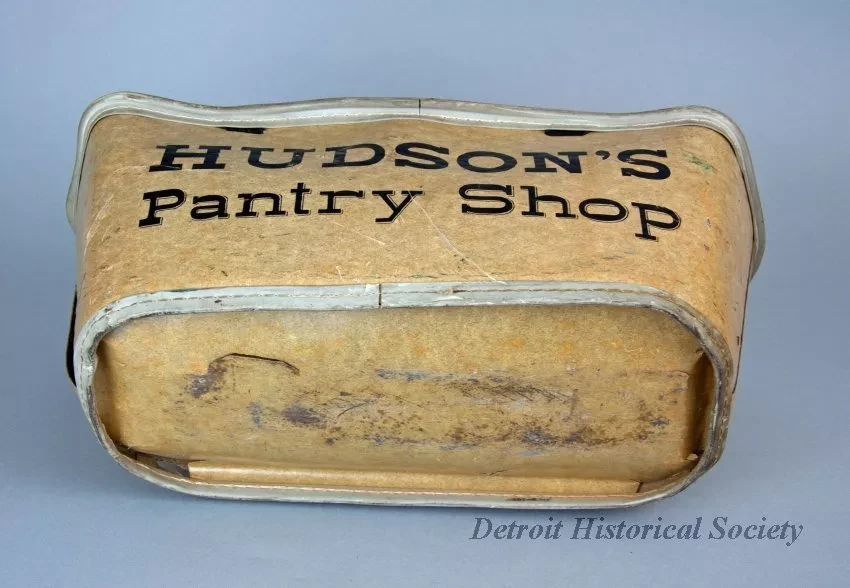 HUDSON'S
Pantry Shop
Detroit Historical Society